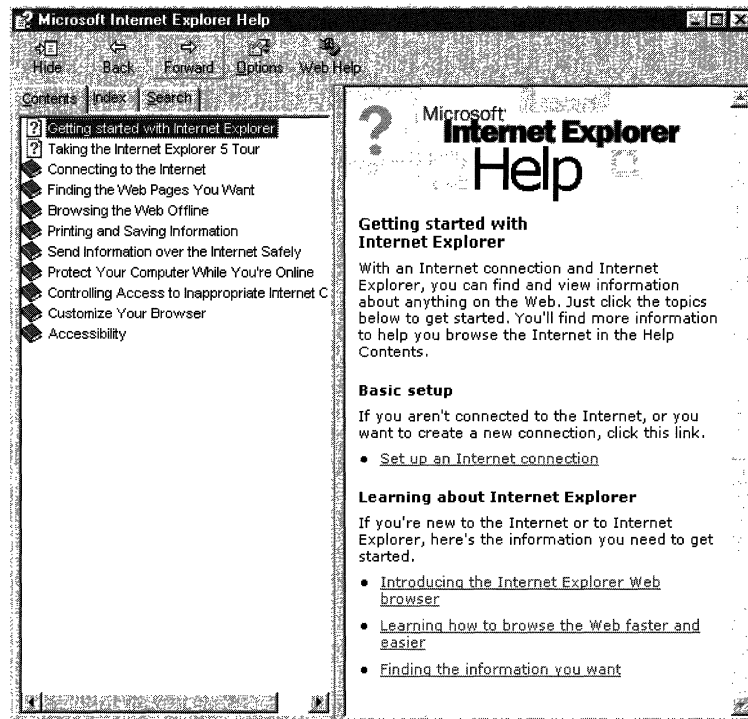 Microsoft Internet Explorer Help
Hide Back Forward Options Web Help
Contents Index Search
Getting started with Internet Explorer
Taking the Internet Explorer 5 Tour
Connecting to the Internet
Finding the Web Pages You Want
Browsing the Web Offline
Printing and Saving Information
Send Information over the Internet Safely
Protect Your Computer While You're Online
Controlling Access to Inappropriate Internet C
Customize Your Browser
Accessibility
Microsoft
Internet Explorer
Help
Getting started with
Internet Explorer
With an Internet connection and Internet
Explorer, you can find and view information
about anything on the Web. Just click the topics
below to get started. You'll find more information
to help you browse the Internet in the Help
Contents.
Basic setup
If you aren't connected to the Internet, or you
want to create a new connection, click this link.
• Set up an Internet connection
Learning about Internet Explorer
If you're new to the Internet or to Internet
Explorer, here's the information you need to get
started.
• Introducing the Internet Explorer Web
browser
• Learning how to browse the Web faster and
easier
• Finding the information you want